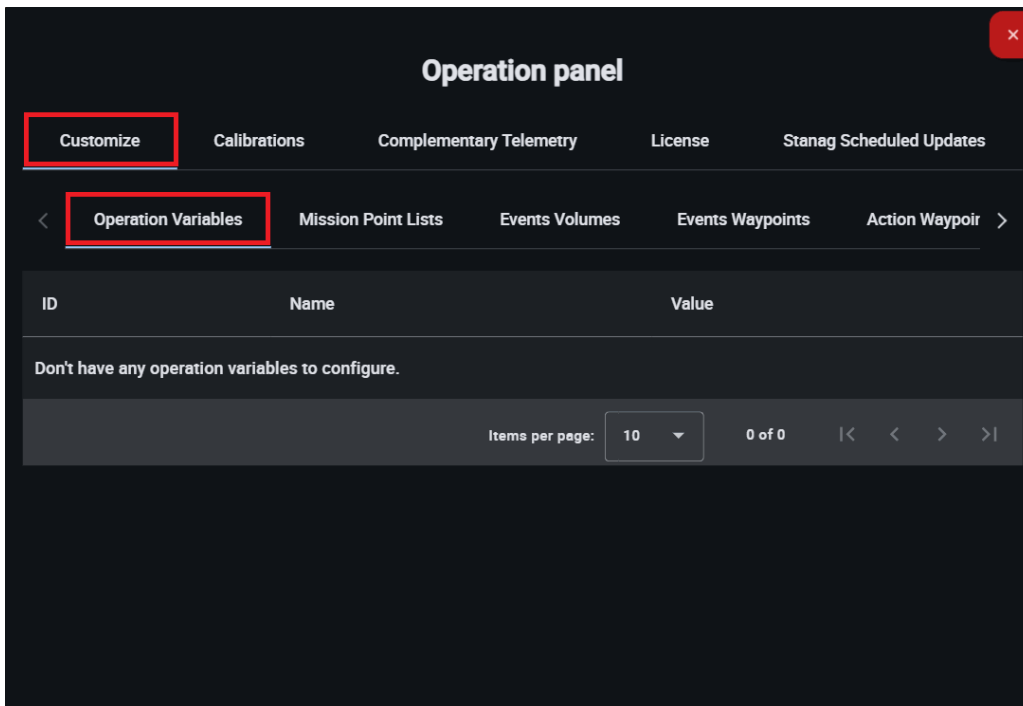 Operation panel
Customize Calibrations Complementary Telemetry License Stanag Scheduled Updates
Operation Variables Mission Point Lists Events Volumes Events Waypoints Action Waypoir
ID Name Value
Don't have any operation variables to configure.
Items per page: 10 0 of 0